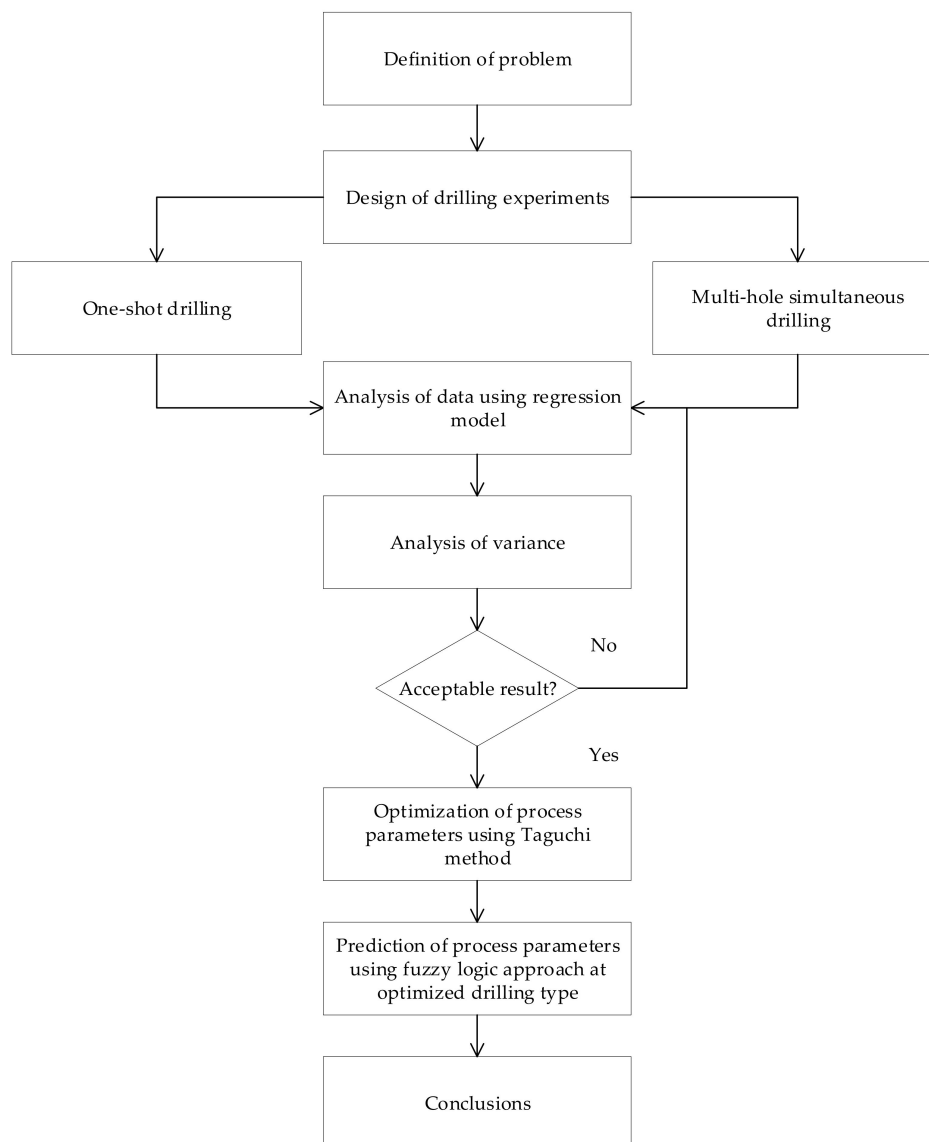 Definition of problem
Design of drilling experiments
One-shot drilling
Multi-hole simultaneous
drilling
Analysis of data using regression
model
Analysis of variance
No
Acceptable result?
Yes
Optimization of process
parameters using Taguchi
method
Prediction of process parameters
using fuzzy logic approach at
optimized drilling type
Conclusions